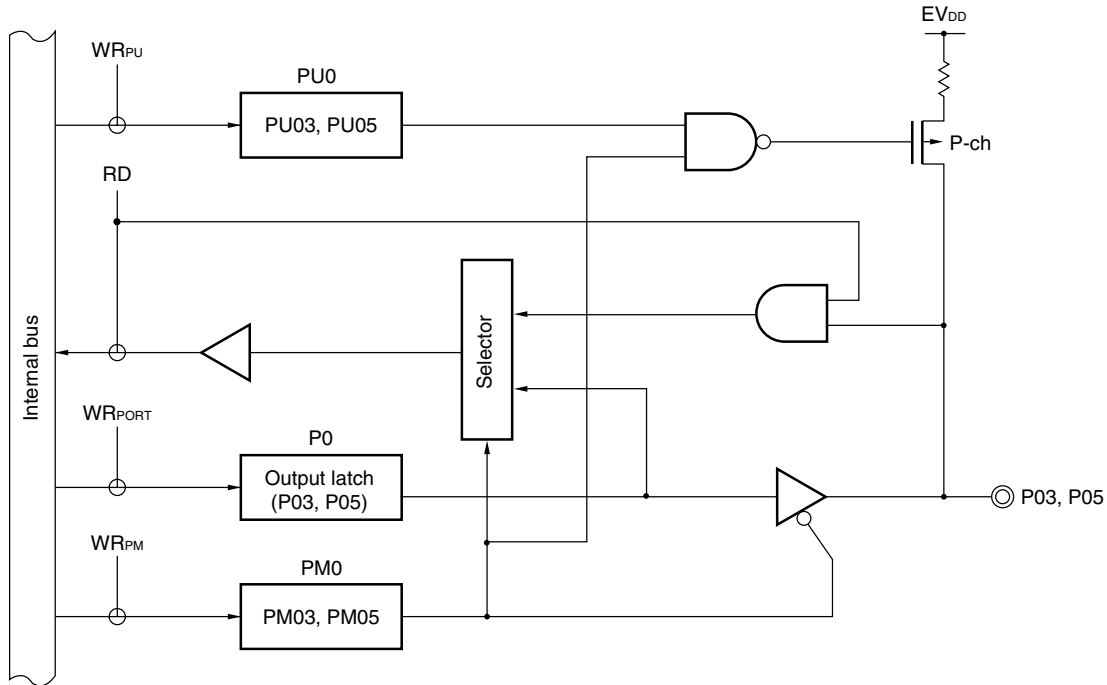 EVDD
WRPU
PU0
PU03, PU05
P-ch
RD
Internal bus
Selector
WRPORT
P0
Output latch
(P03, P05)
P03, P05
WRPM
PM0
PM03, PM05